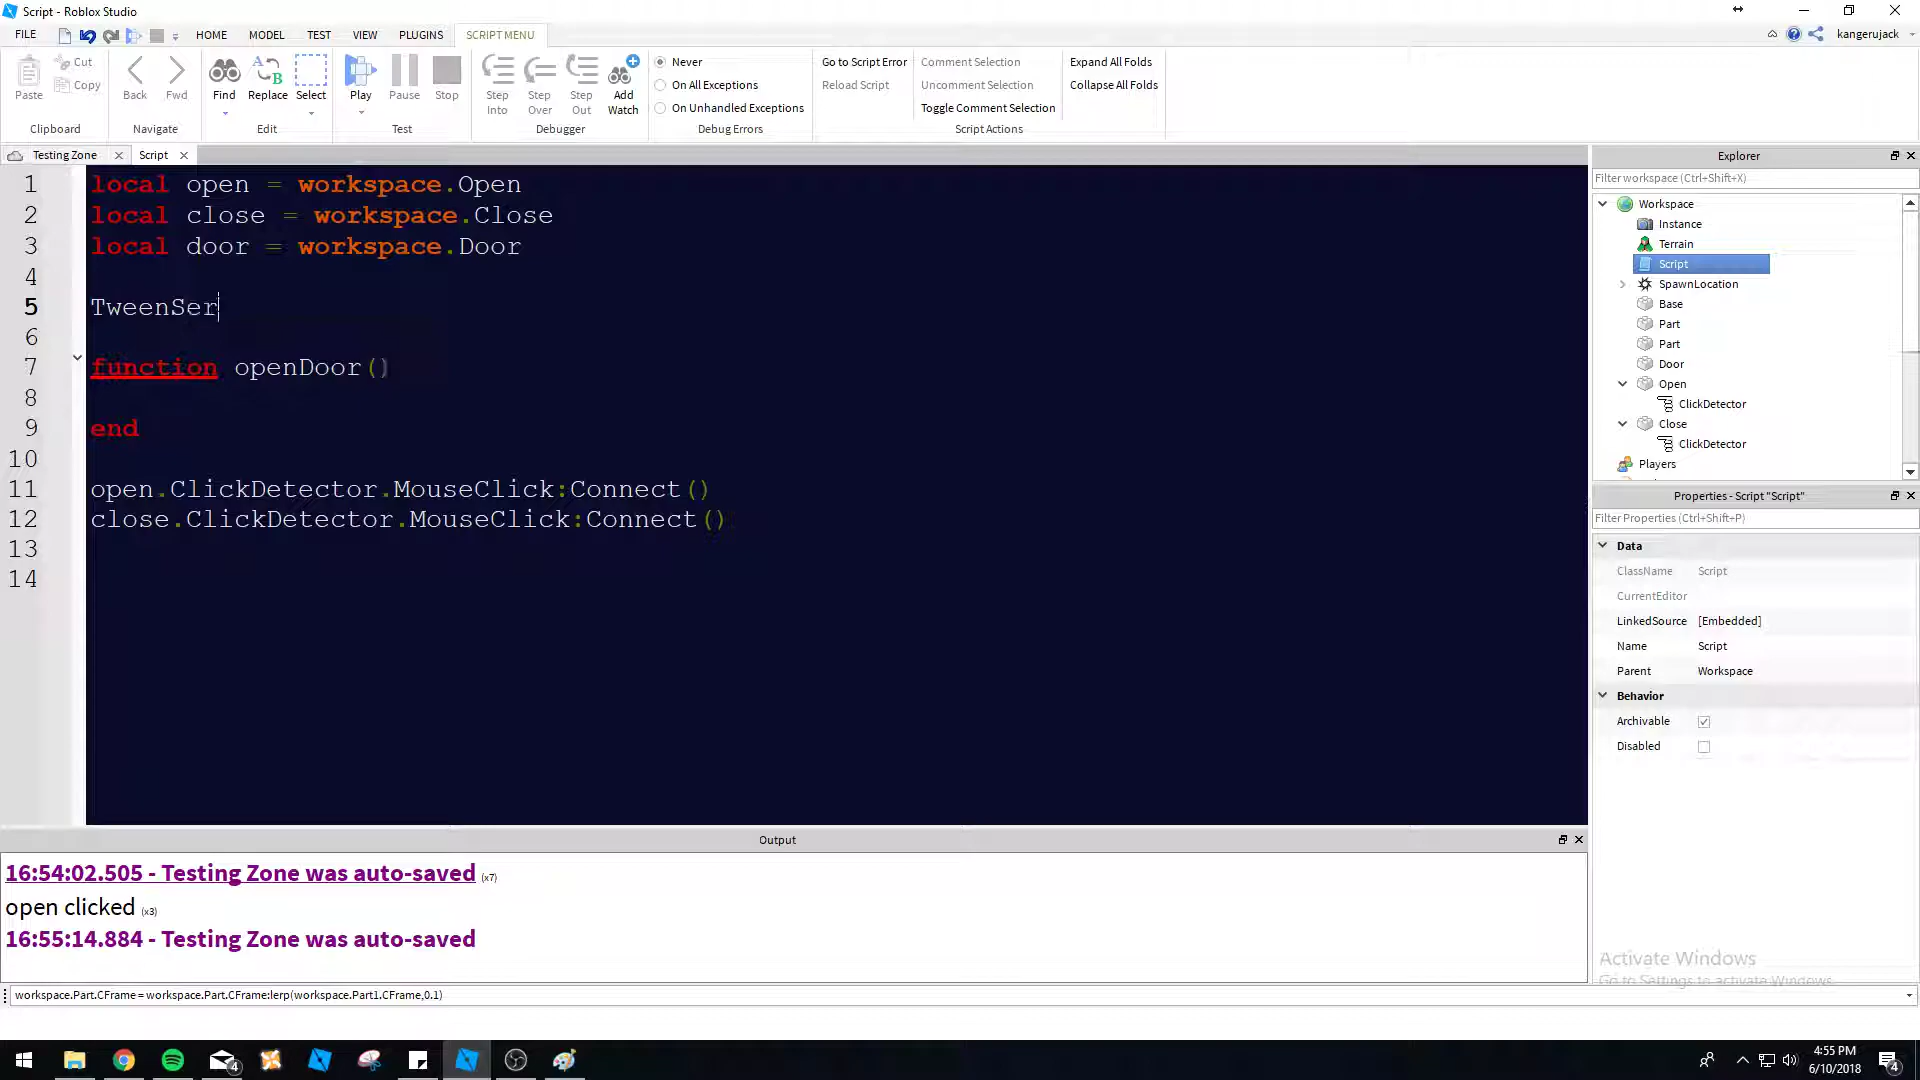 Script - Roblox Studio
FILE HOME MODEL TEST VIEW PLUGINS SCRIPT MENU kangerujack
Paste Cut Copy Back Fwd Find Replace Select Play Pause Stop Step Into Step Over Step Out Add Watch
Never On All Exceptions On Unhandled Exceptions
Go to Script Error Reload Script
Comment Selection Uncomment Selection Toggle Comment Selection
Expand All Folds Collapse All Folds
Clipboard Navigate Edit Test Debugger Debug Errors Script Actions
Testing Zone Script
1 local open = workspace.Open
2 local close = workspace.Close
3 local door = workspace.Door
4
5 TweenSer
6
7 function openDoor()
8
9 end
10
11 open.ClickDetector.MouseClick:Connect()
12 close.ClickDetector.MouseClick:Connect()
13
14
Explorer
Filter workspace (Ctrl+Shift+X)
Workspace
Instance
Terrain
Script
SpawnLocation
Base
Part
Part
Door
Open
ClickDetector
Close
ClickDetector
Players
Properties - Script "Script"
Filter Properties (Ctrl+Shift+P)
Data
ClassName Script
CurrentEditor
LinkedSource [Embedded]
Name Script
Parent Workspace
Behavior
Archivable
Disabled
Output
16:54:02.505 - Testing Zone was auto-saved (x7)
open clicked (x3)
16:55:14.884 - Testing Zone was auto-saved
Activate Windows
Go to Settings to activate Windows.
workspace.Part.CFrame = workspace.Part.CFrame:lerp(workspace.Part1.CFrame,0.1)
4
4:55 PM
6/10/2018
4